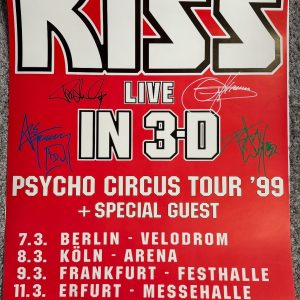 KISS
LIVE
IN 3-D
PSYCHO CIRCUS TOUR '99
+ SPECIAL GUEST
7.3. BERLIN - VELODROM
8.3. KÖLN - ARENA
9.3. FRANKFURT - FESTHALLE
11.3. ERFURT - MESSEHALLE